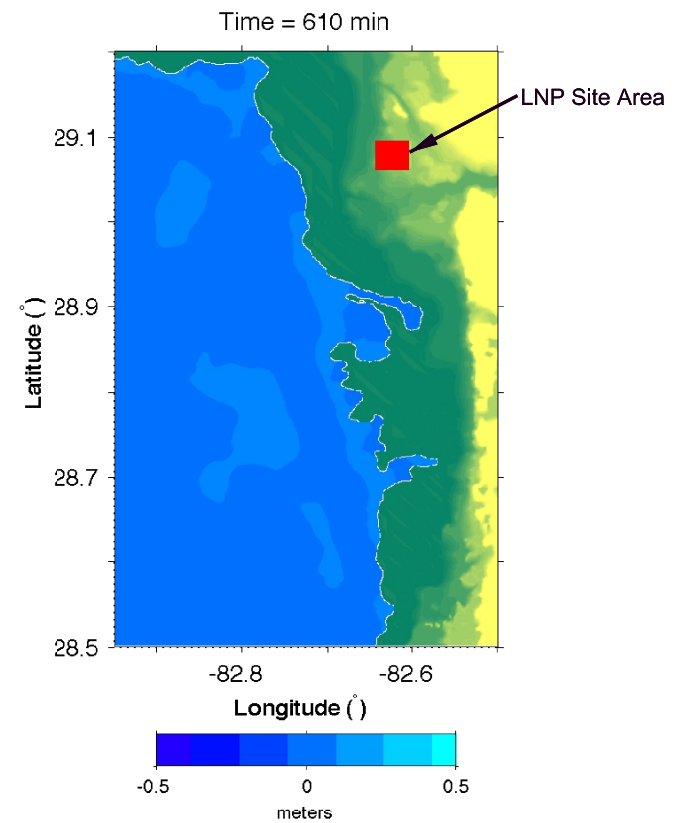 Time = 610 min
LNP Site Area
29.1
28.9
28.7
28.5
Latitude (°)
-82.8 -82.6
Longitude (°)
-0.5 0 0.5
meters